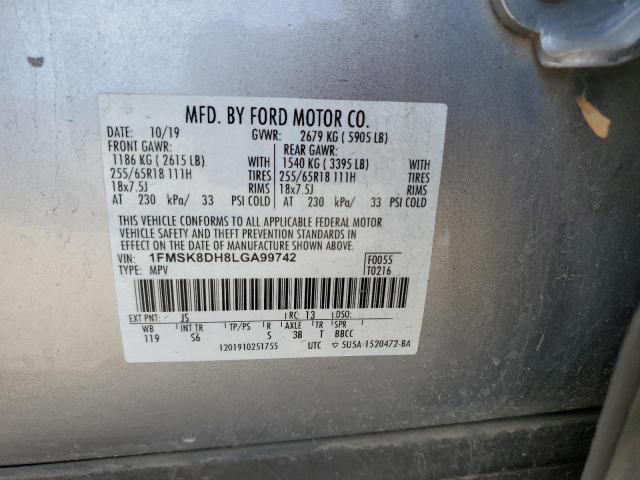 MFD. BY FORD MOTOR CO.
DATE: 10/19 GVWR: 2679 KG ( 5905 LB)
FRONT GAWR: REAR GAWR:
1186 KG ( 2615 LB) WITH 1540 KG ( 3395 LB) WITH
255/65R18 111H TIRES 255/65R18 111H TIRES
18x7.5J RIMS 18x7.5J RIMS
AT 230 kPa/ 33 PSI COLD AT 230 kPa/ 33 PSI COLD
THIS VEHICLE CONFORMS TO ALL APPLICABLE FEDERAL MOTOR
VEHICLE SAFETY AND THEFT PREVENTION STANDARDS IN
EFFECT ON THE DATE OF MANUFACTURE SHOWN ABOVE.
VIN: 1FMSK8DH8LGA99742 F0055
TYPE: MPV T0216
EXT PNT: JS RC: 13 DSO:
WB INT TR TP/PS R AXLE TR SPR
119 S6 S 3B T BBCC
1201910251755 UTC 5U5A-1520472-BA